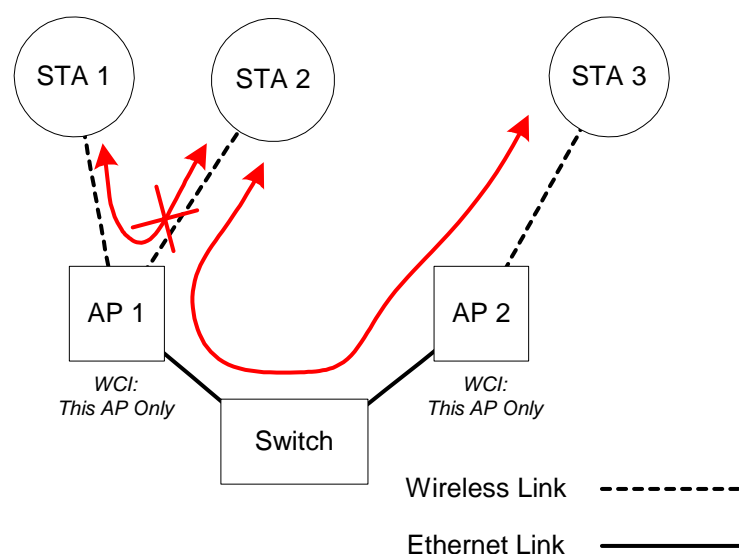 STA 1
STA 2
STA 3
AP 1
AP 2
WCI:
This AP Only
WCI:
This AP Only
Switch
Wireless Link
Ethernet Link